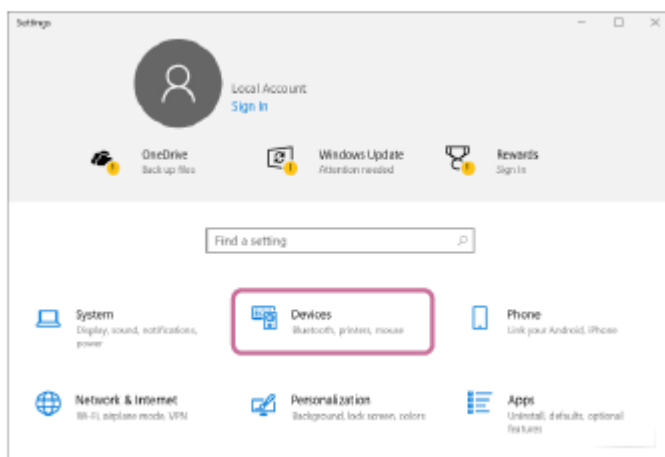 Settings
Local Account
Sign In
OneDrive
Back up files
Windows Update
Attention needed
Rewards
Sign In
Find a setting
System
Display, sound, notifications,
power
Devices
Bluetooth, printers, mouse
Phone
Link your Android, iPhone
Network & Internet
Wi-Fi, airplane mode, VPN
Personalization
Background, lock screen, colors
Apps
Uninstall, defaults, optional
features